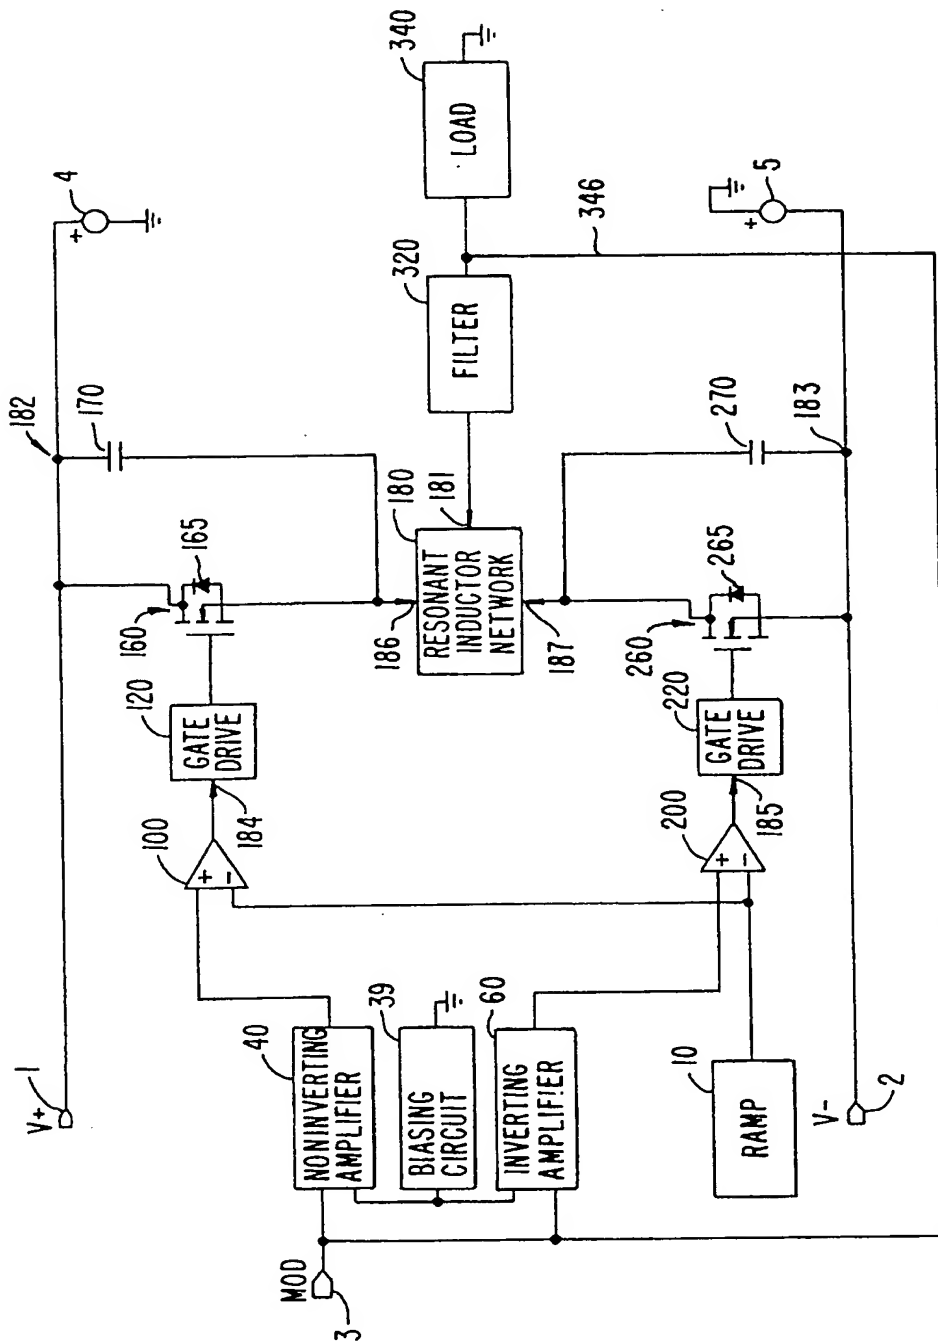 V+
1
182
4
+
170
160
165
120
GATE
DRIVE
184
100
+
-
40
NONINVERTING
AMPLIFIER
MOD
3
39
BIASING
CIRCUIT
60
INVERTING
AMPLIFIER
186
180
RESONANT
INDUCTOR
NETWORK
181
187
320
FILTER
340
LOAD
346
200
+
-
185
220
GATE
DRIVE
260
265
270
183
5
+
10
RAMP
V-
2